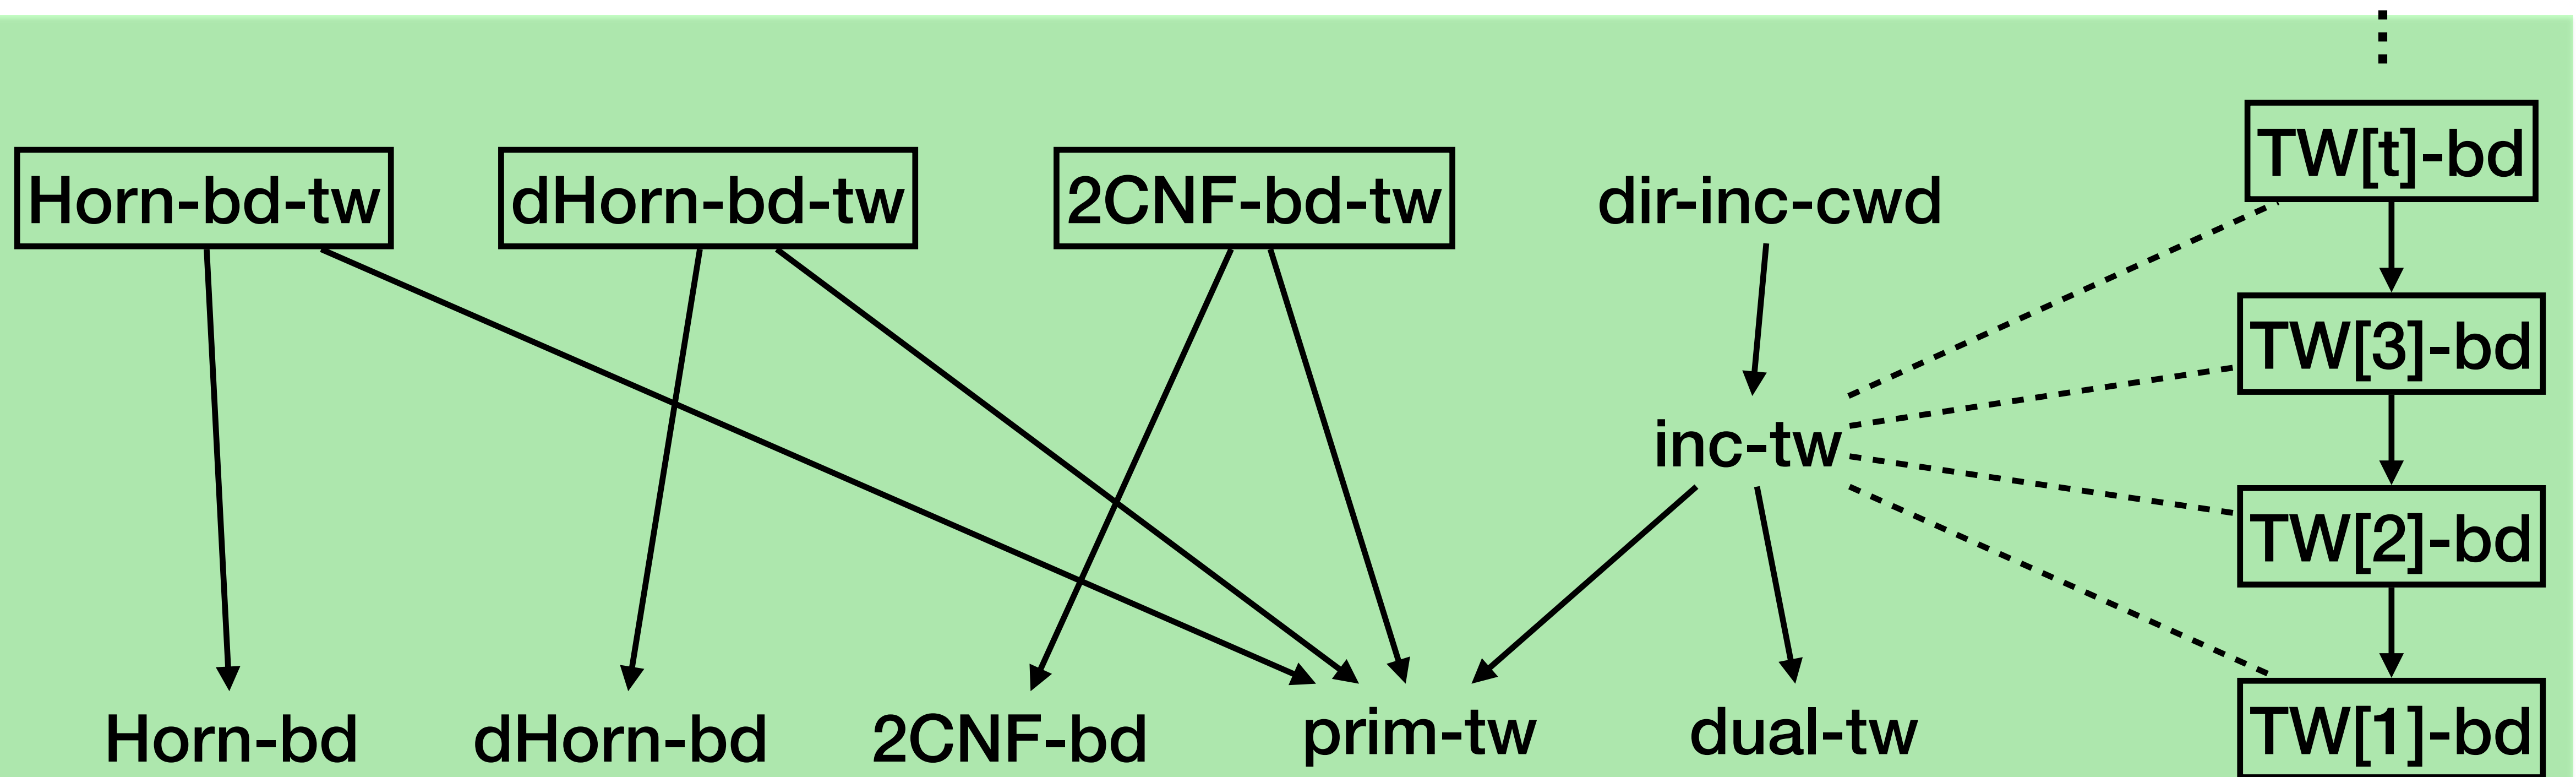 ⋮
TW[t]-bd
Horn-bd-tw
dHorn-bd-tw
2CNF-bd-tw
dir-inc-cwd
TW[3]-bd
inc-tw
TW[2]-bd
Horn-bd
dHorn-bd
2CNF-bd
prim-tw
dual-tw
TW[1]-bd